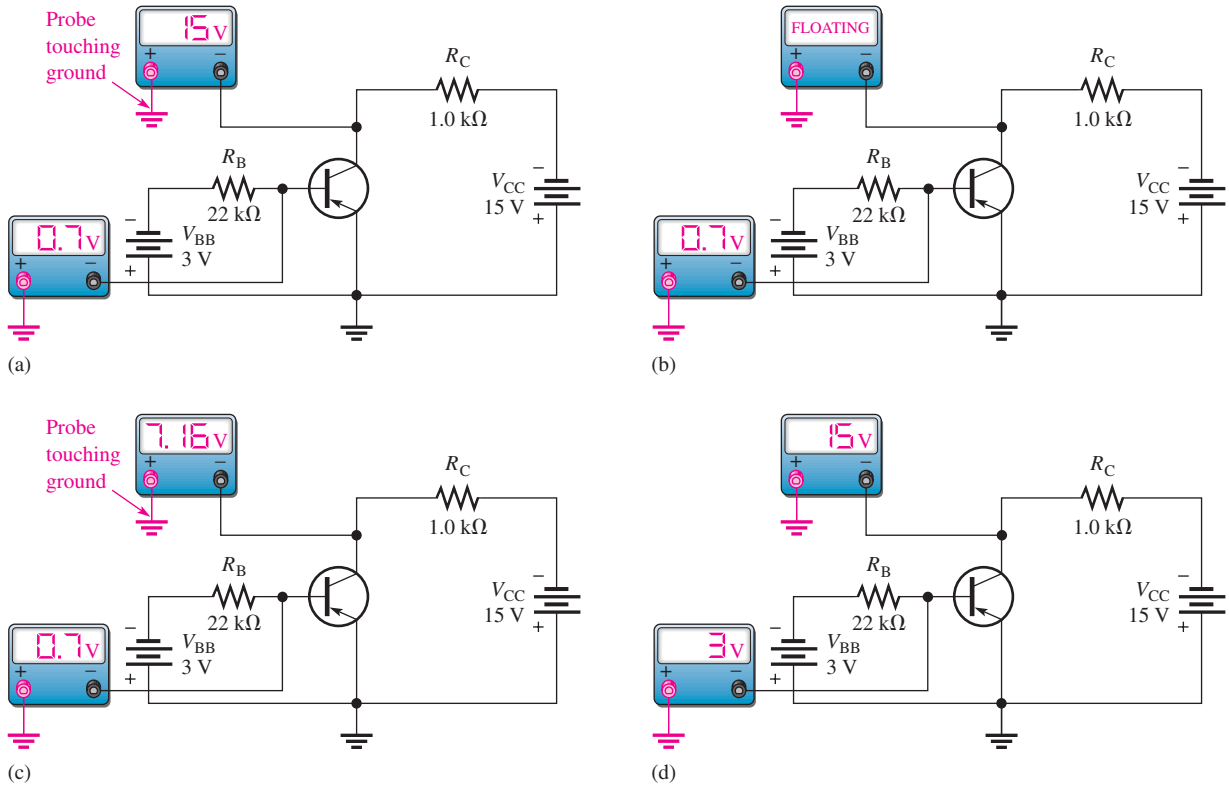 Probe
touching
ground
15 V
+ −
R_C
1.0 kΩ
R_B
22 kΩ
−
V_BB
3 V
+
−
V_CC
15 V
+
0.7 V
+ −
(a)
FLOATING
+ −
R_C
1.0 kΩ
R_B
22 kΩ
−
V_BB
3 V
+
−
V_CC
15 V
+
0.7 V
+ −
(b)
Probe
touching
ground
7.16 V
+ −
R_C
1.0 kΩ
R_B
22 kΩ
−
V_BB
3 V
+
−
V_CC
15 V
+
0.7 V
+ −
(c)
15 V
+ −
R_C
1.0 kΩ
R_B
22 kΩ
−
V_BB
3 V
+
−
V_CC
15 V
+
3 V
+ −
(d)